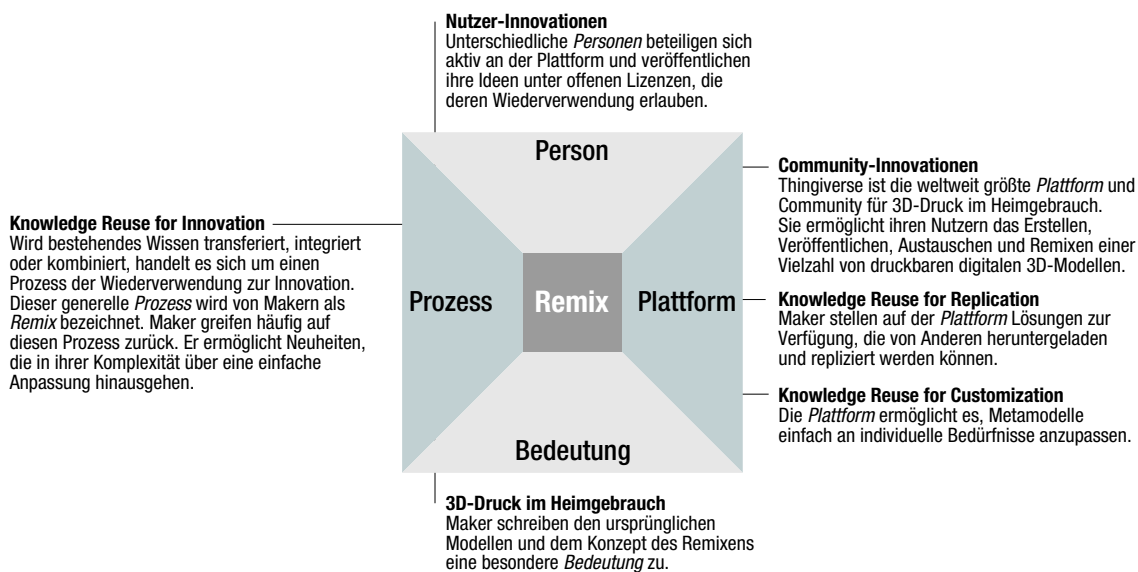 Nutzer-Innovationen
Unterschiedliche Personen beteiligen sich
aktiv an der Plattform und veröffentlichen
ihre Ideen unter offenen Lizenzen, die
deren Wiederverwendung erlauben.
Person
Community-Innovationen
Thingiverse ist die weltweit größte Plattform und
Community für 3D-Druck im Heimgebrauch.
Sie ermöglicht ihren Nutzern das Erstellen,
Veröffentlichen, Austauschen und Remixen einer
Vielzahl von druckbaren digitalen 3D-Modellen.
Knowledge Reuse for Innovation
Wird bestehendes Wissen transferiert, integriert
oder kombiniert, handelt es sich um einen
Prozess der Wiederverwendung zur Innovation.
Dieser generelle Prozess wird von Makern als
Remix bezeichnet. Maker greifen häufig auf
diesen Prozess zurück. Er ermöglicht Neuheiten,
die in ihrer Komplexität über eine einfache
Anpassung hinausgehen.
Prozess
Remix
Plattform
Knowledge Reuse for Replication
Maker stellen auf der Plattform Lösungen zur
Verfügung, die von Anderen heruntergeladen
und repliziert werden können.
Knowledge Reuse for Customization
Die Plattform ermöglicht es, Metamodelle
einfach an individuelle Bedürfnisse anzupassen.
Bedeutung
3D-Druck im Heimgebrauch
Maker schreiben den ursprünglichen
Modellen und dem Konzept des Remixens
eine besondere Bedeutung zu.